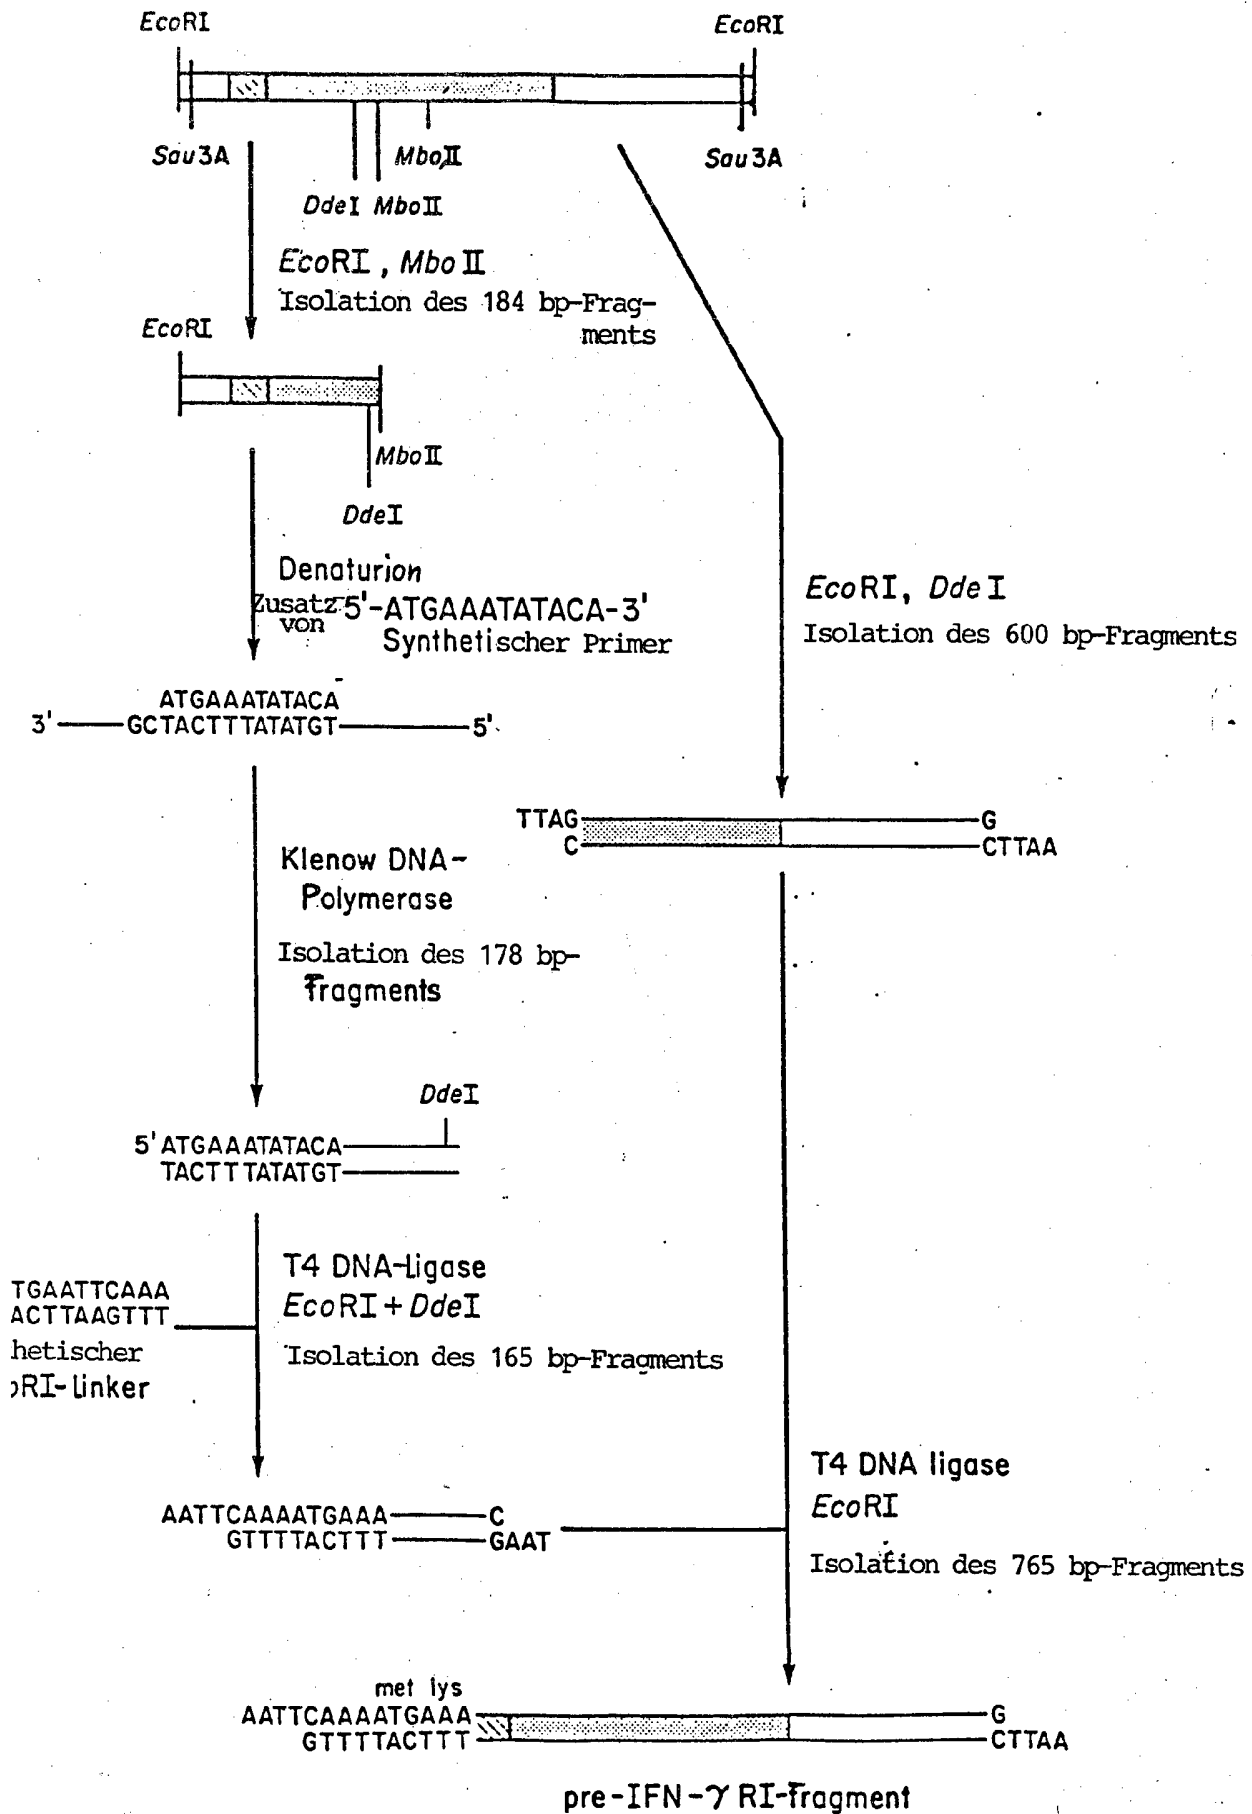 EcoRI EcoRI
Sau3A MboII Sau3A
DdeI MboII
EcoRI, MboII
Isolation des 184 bp-Frag-
ments
EcoRI
MboII
DdeI
Denaturion
Zusatz 5'-ATGAAATATACA-3'
von
Synthetischer Primer
EcoRI, DdeI
Isolation des 600 bp-Fragments
ATGAAATATACA
3' GCTACTTTATATGT 5'
TTAG G
C CTTAA
Klenow DNA-
Polymerase
Isolation des 178 bp-
fragments
DdeI
5'ATGAAATATACA
TACTTTATATGT
T4 DNA-Ligase
EcoRI+DdeI
Isolation des 165 bp-Fragments
TGAATTCAAA
ACTTAAGTTT
hetischer
RI-Linker
T4 DNA ligase
EcoRI
Isolation des 765 bp-Fragments
AATTCAAAATGAAA C
GTTTTACTTT GAAT
met lys
AATTCAAAATGAAA G
GTTTTACTTT CTTAA
pre-IFN-γ RI-fragment